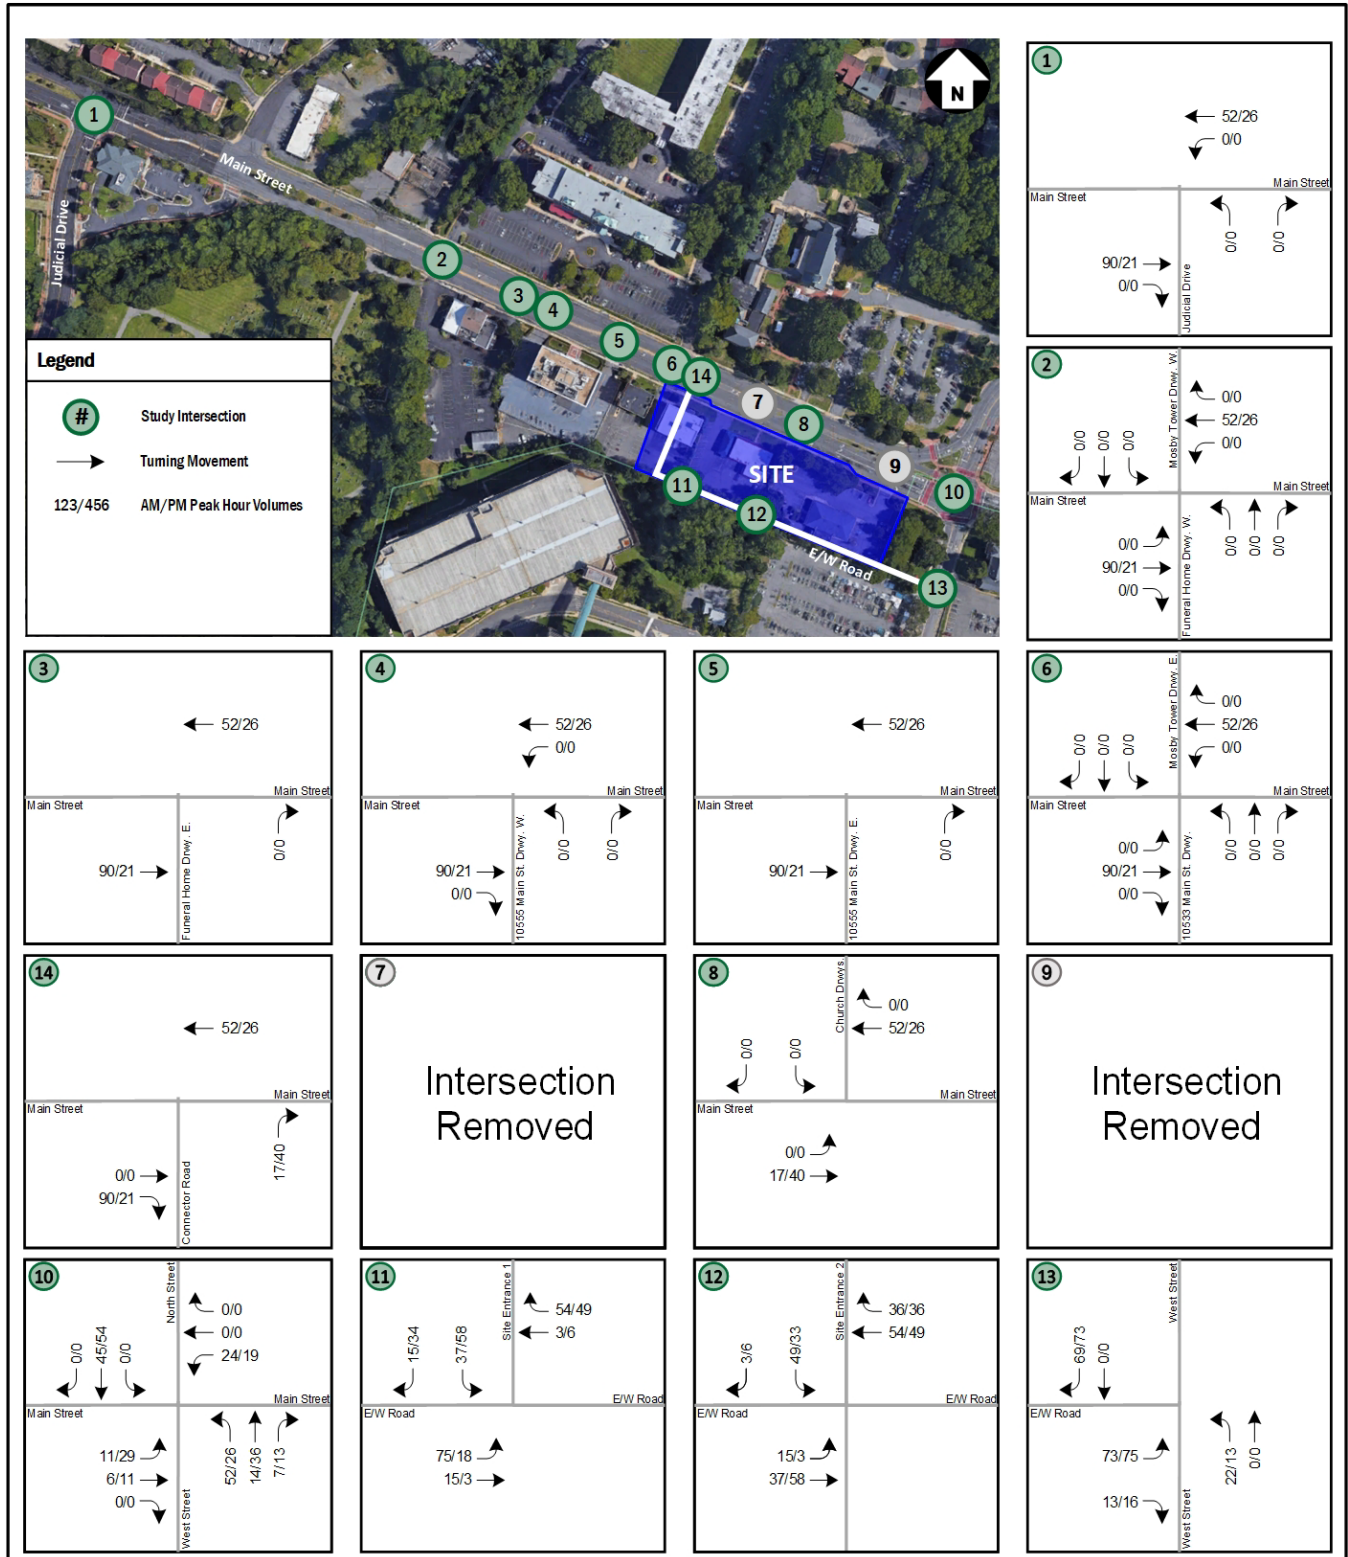 1
Main Street
Judicial Drive
2
3
4
5
6
14
7
8
9
10
11
12
13
SITE
E/W Road
N
Legend
#
Study Intersection
Turning Movement
123/456
AM/PM Peak Hour Volumes
1
52/26
0/0
Main Street
Main Street
0/0
0/0
90/21
0/0
Judicial Drive
2
Mosby Tower Drwy. W.
0/0
52/26
0/0
0/0
0/0
0/0
Main Street
Main Street
0/0
90/21
0/0
Funeral Home Drwy. W.
0/0
0/0
0/0
3
52/26
Main Street
Main Street
90/21
Funeral Home Drwy. E.
0/0
4
52/26
0/0
Main Street
Main Street
90/21
0/0
10555 Main St. Drwy. W.
0/0
0/0
5
52/26
Main Street
Main Street
90/21
10555 Main St. Drwy. E.
0/0
6
Mosby Tower Drwy. E.
0/0
52/26
0/0
0/0
0/0
0/0
Main Street
Main Street
0/0
90/21
0/0
10533 Main St. Drwy.
0/0
0/0
0/0
14
52/26
Main Street
Main Street
0/0
90/21
Connector Road
17/40
7
Intersection
Removed
8
Church Drwys.
0/0
52/26
0/0
0/0
Main Street
Main Street
0/0
17/40
9
Intersection
Removed
10
North Street
0/0
0/0
24/19
0/0
45/54
0/0
Main Street
Main Street
11/29
6/11
0/0
West Street
52/26
14/36
7/13
11
Site Entrance 1
54/49
3/6
15/34
37/58
E/W Road
E/W Road
75/18
15/3
12
Site Entrance 2
36/36
54/49
3/6
49/33
E/W Road
E/W Road
15/3
37/58
13
West Street
69/73
0/0
E/W Road
73/75
13/16
West Street
22/13
0/0